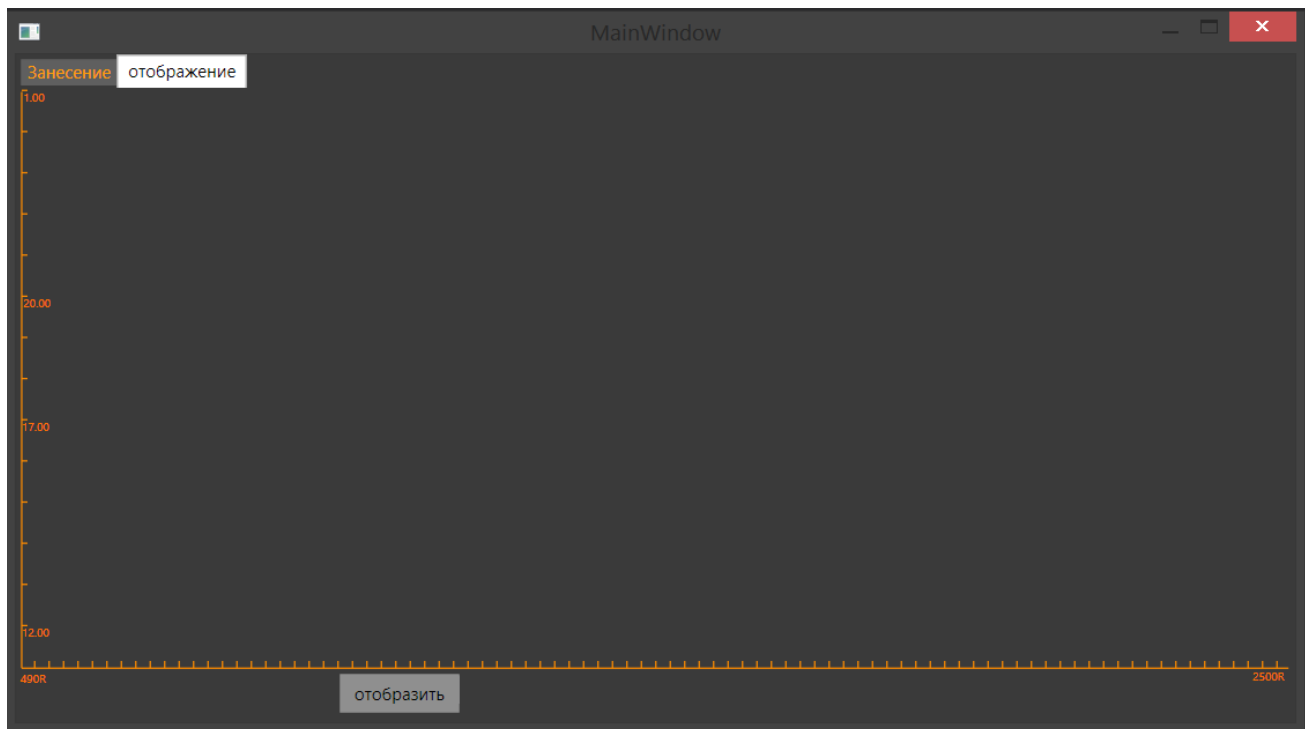 MainWindow
Занесение отображение
1.00
20.00
17.00
12.00
490R 2500R
отобразить